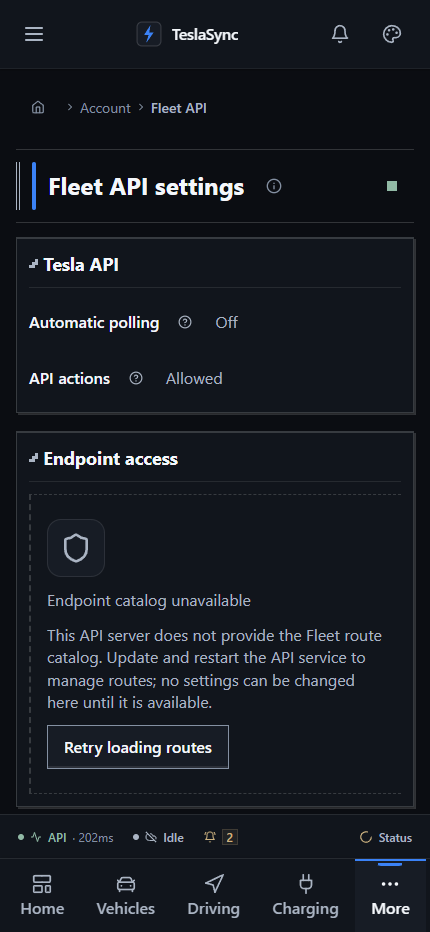 TeslaSync
Account
Fleet API
Fleet API settings
Tesla API
Automatic polling
Off
API actions
Allowed
Endpoint access
Endpoint catalog unavailable
This API server does not provide the Fleet route
catalog. Update and restart the API service to
manage routes; no settings can be changed
here until it is available.
Retry loading routes
API · 202ms
Idle
2
Status
Home
Vehicles
Driving
Charging
More